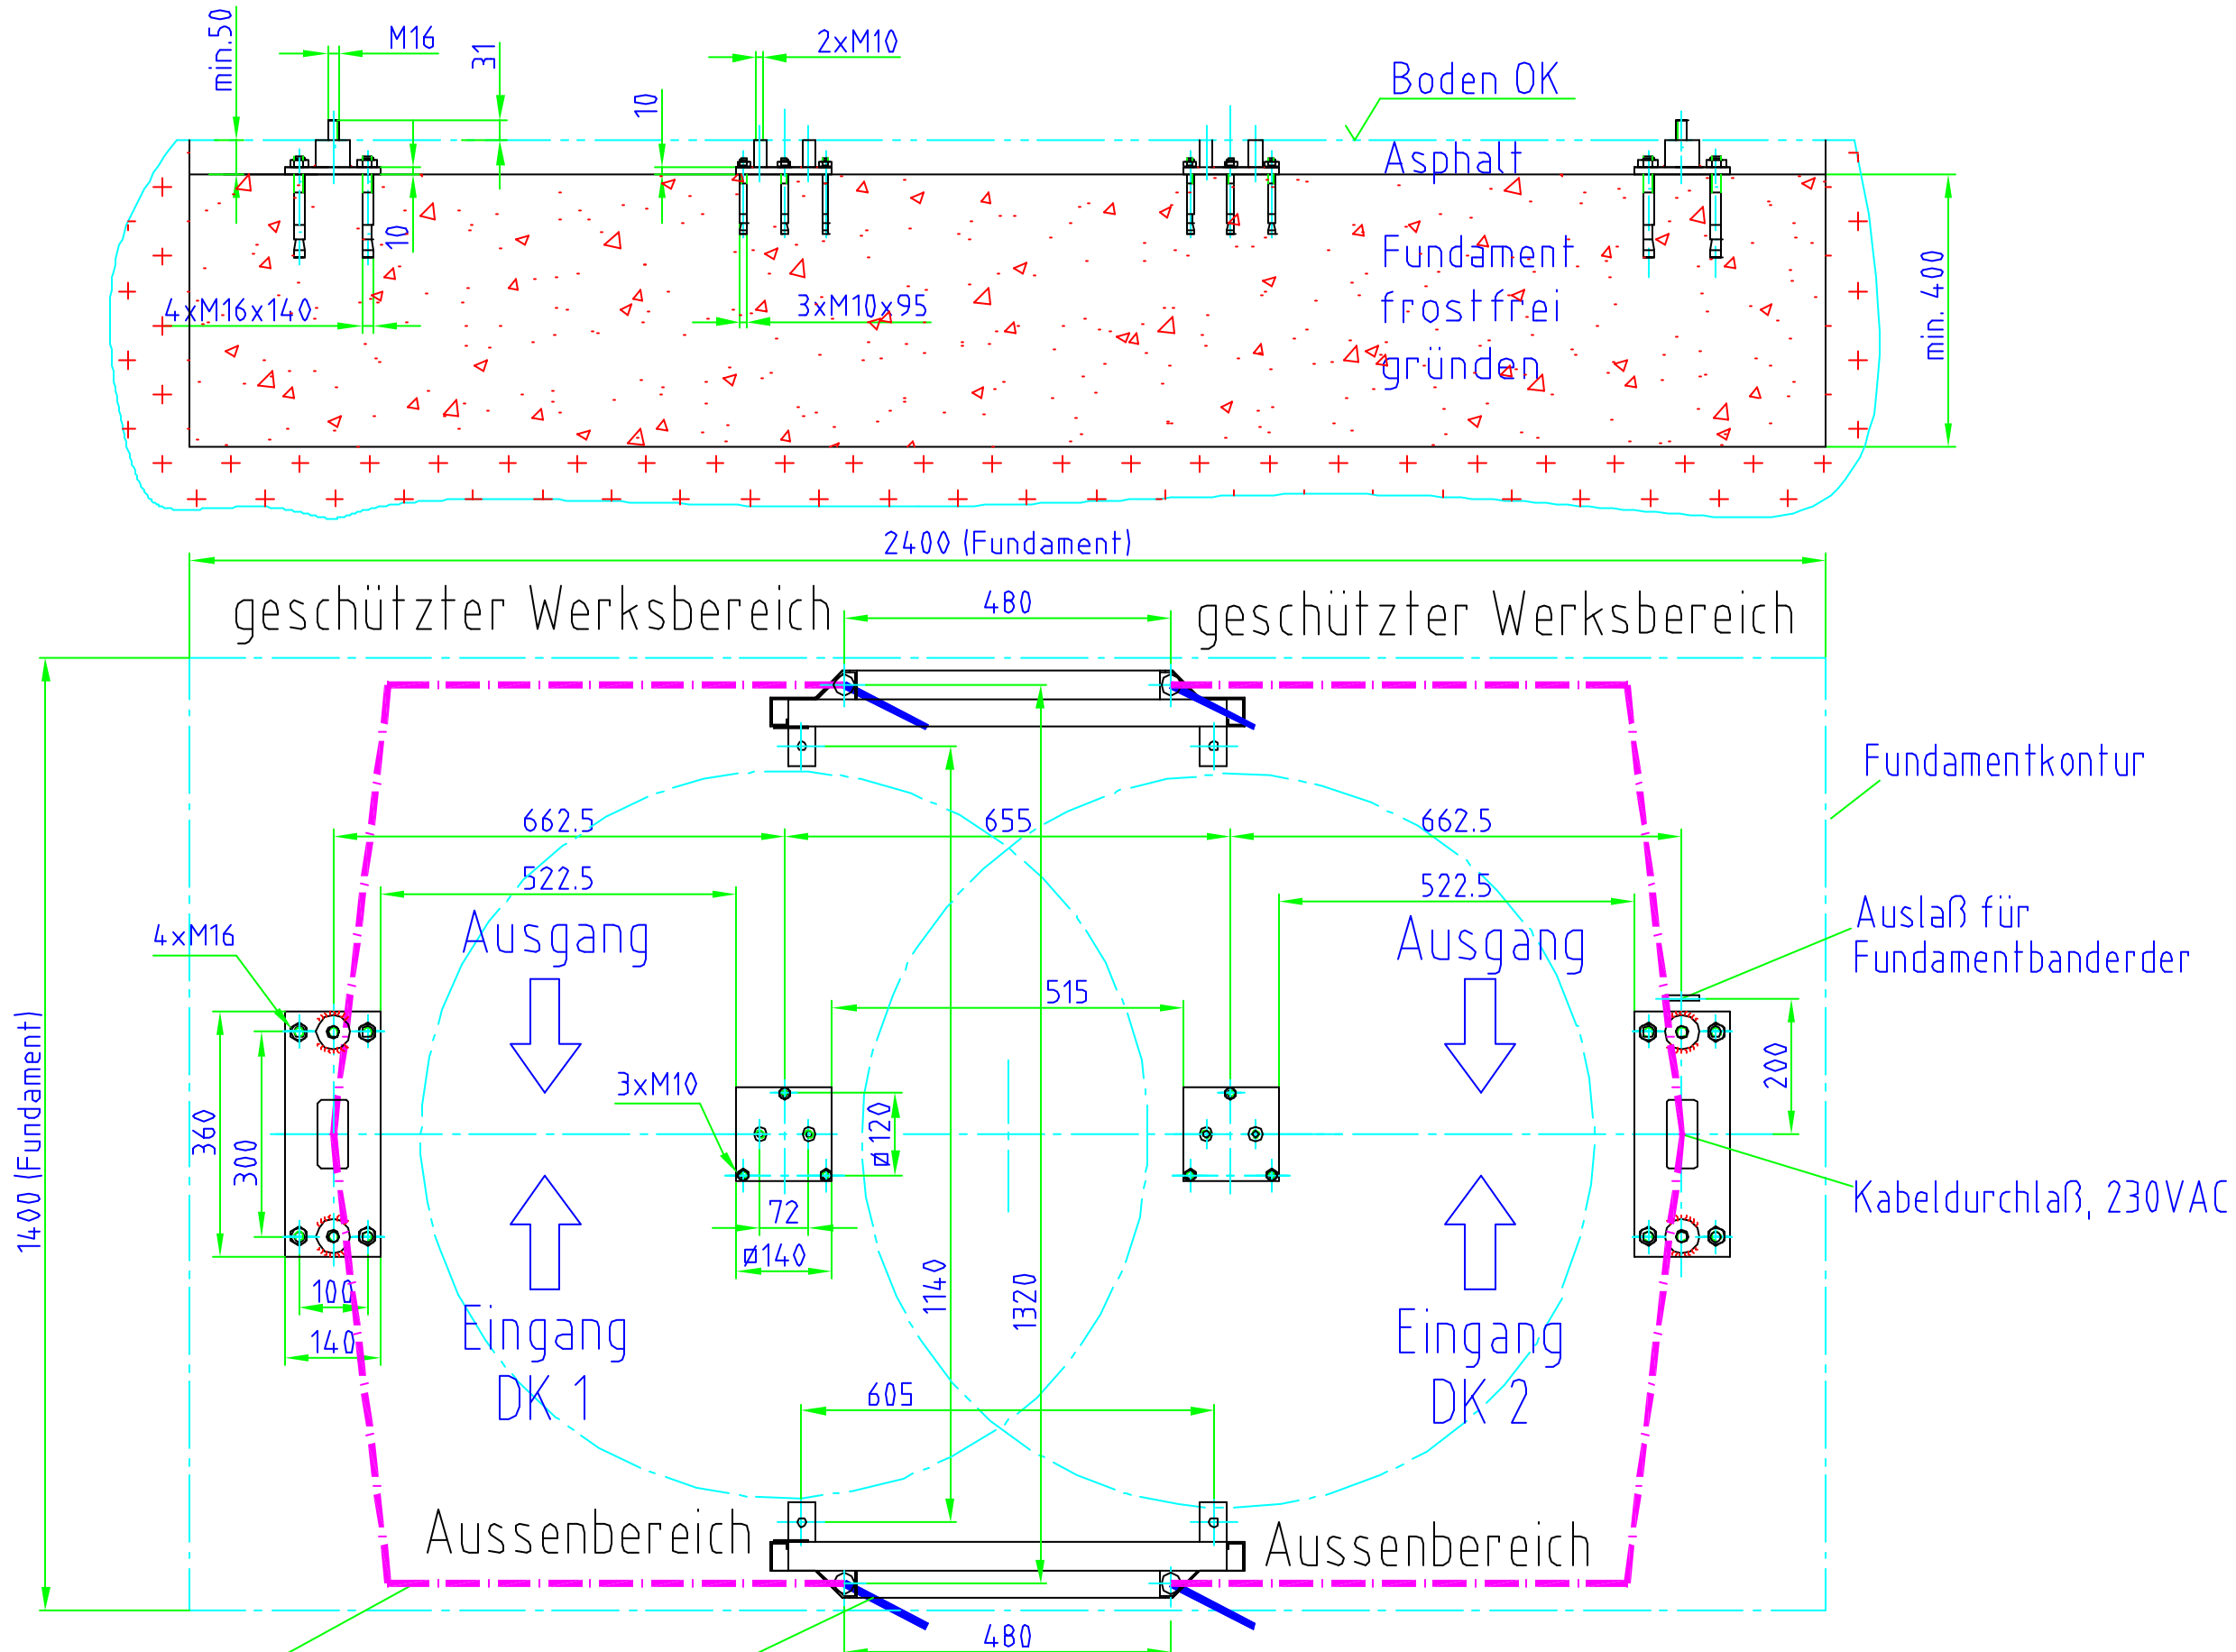 min.50
M16
31
2xM10
10
Boden OK
Asphalt
10
4xM16x140
3xM10x95
Fundament
frostfrei
gründen
min. 400
2400 (Fundament)
geschützter Werksbereich
480
geschützter Werksbereich
Fundamentkontur
662.5
655
662.5
522.5
522.5
4xM16
Ausgang
Ausgang
Auslaß für
Fundamentbanderder
515
1400 (Fundament)
360
300
3xM10
⌀120
200
72
⌀140
Kabeldurchlaß, 230VAC
100
140
1140
1320
Eingang
DK 1
Eingang
DK 2
605
Aussenbereich
Aussenbereich
480